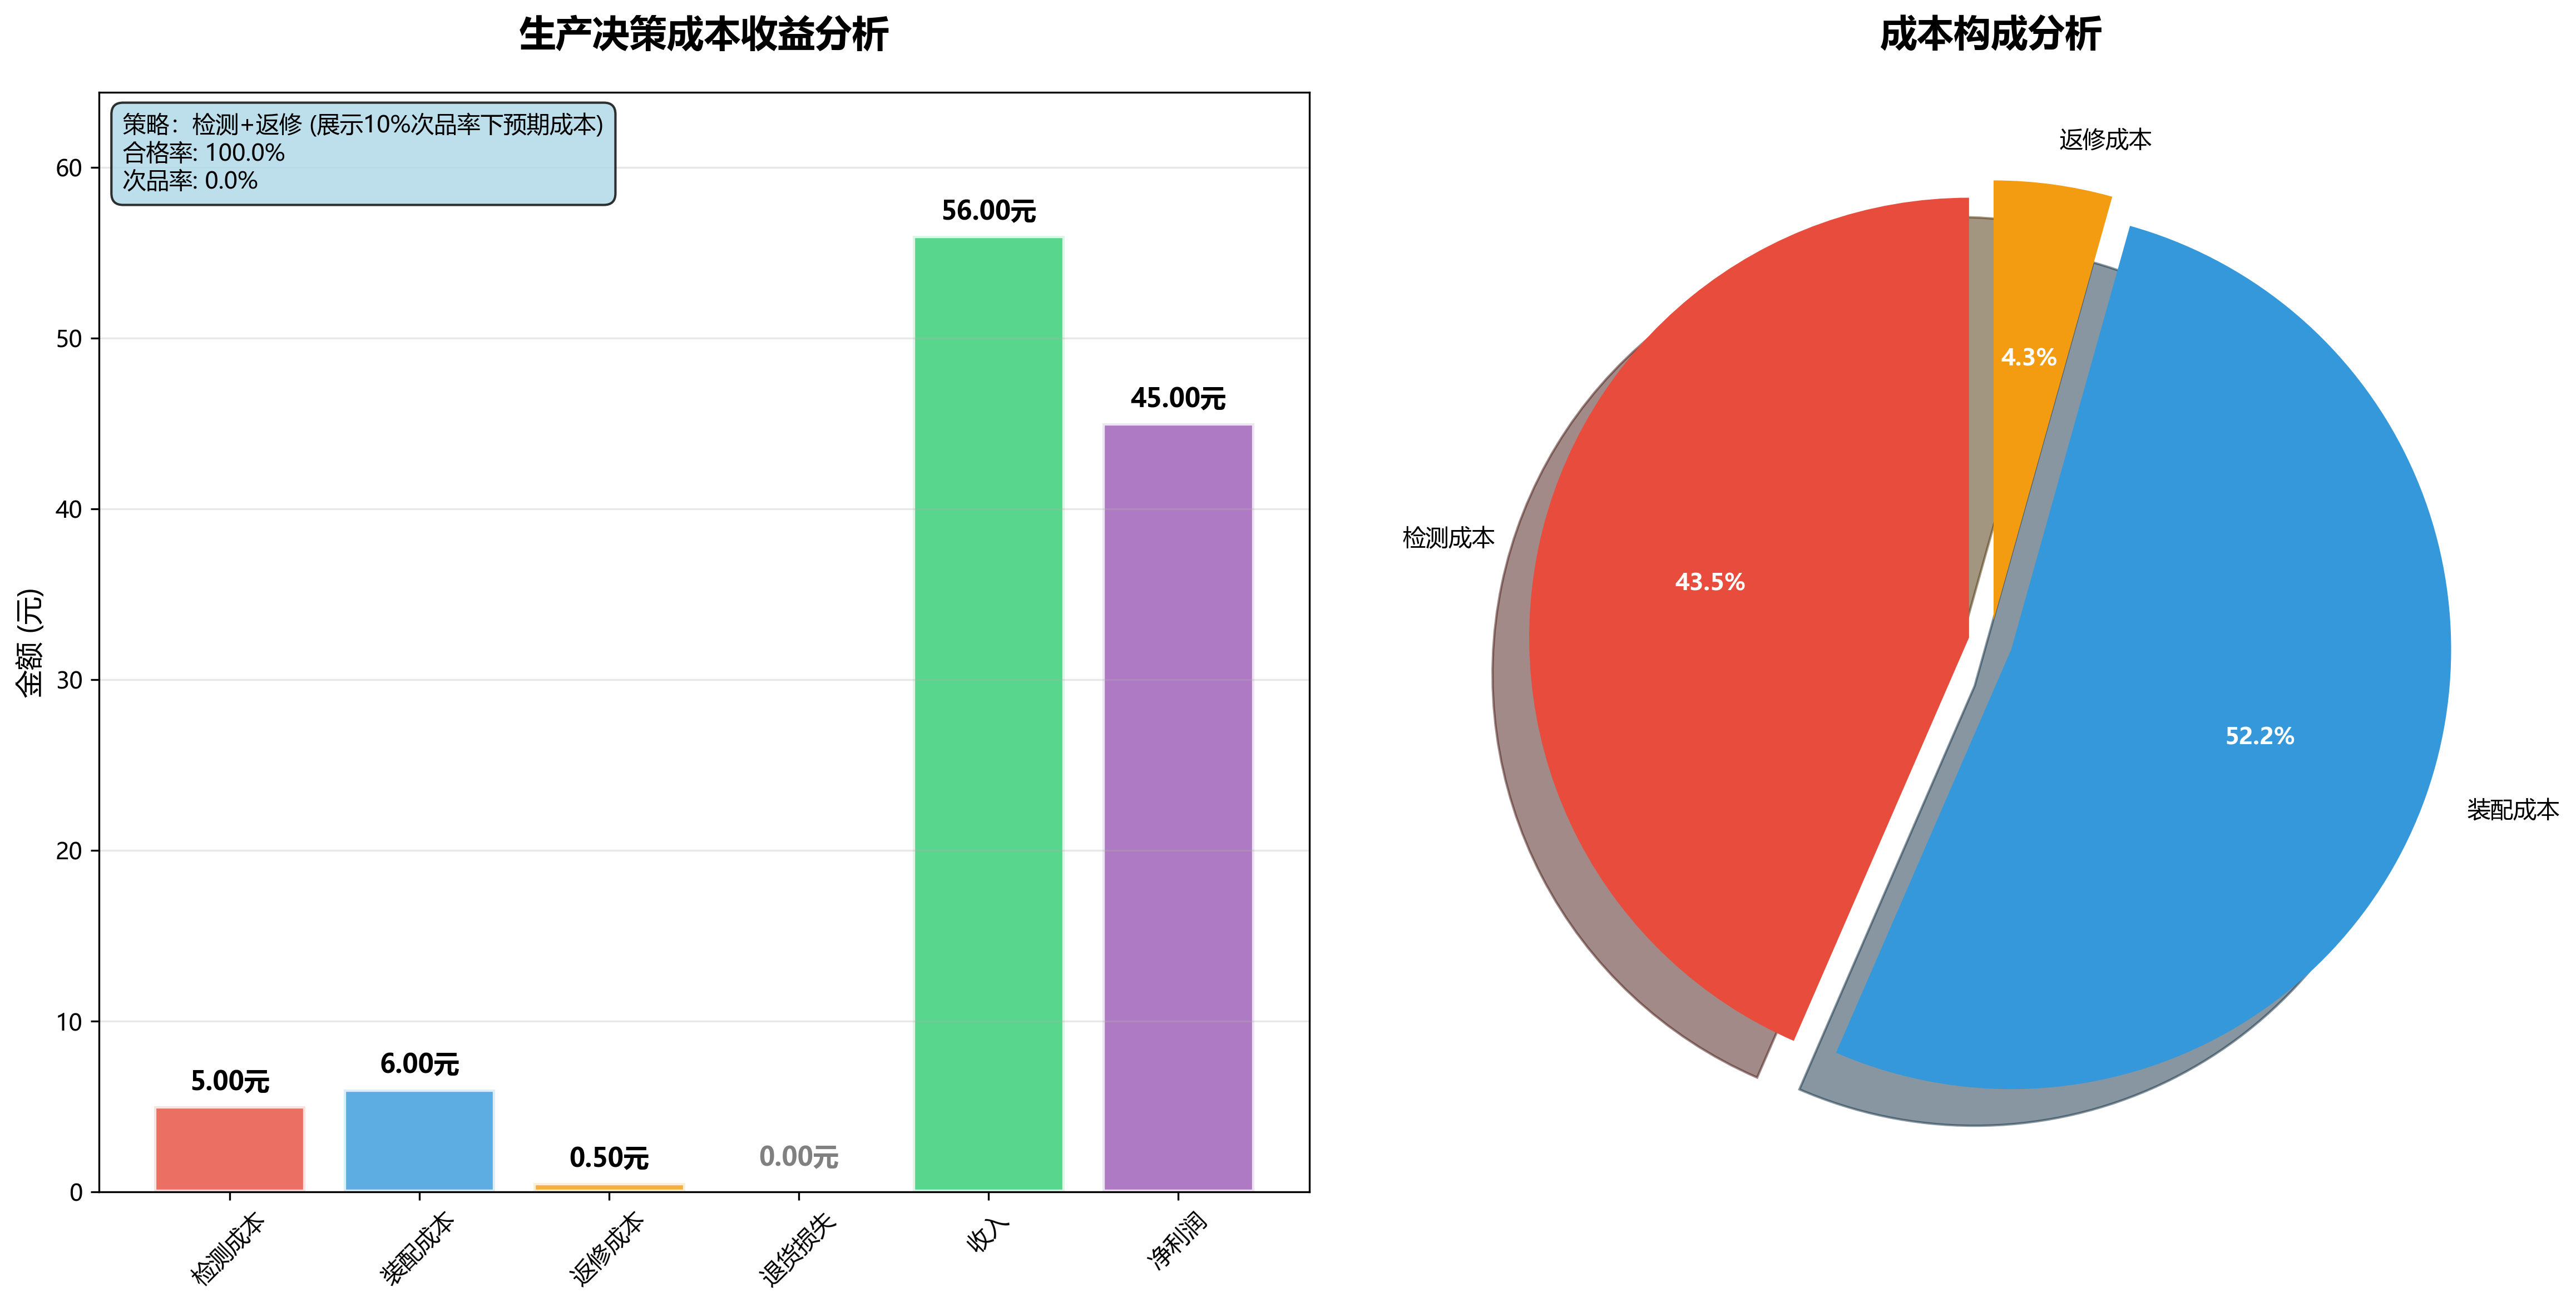 生产决策成本收益分析
策略：检测+返修 (展示10%次品率下预期成本)
合格率: 100.0%
次品率: 0.0%
金额 (元)
60
50
40
30
20
10
0
5.00元
6.00元
0.50元
0.00元
56.00元
45.00元
检测成本
装配成本
返修成本
退货损失
收入
净利润
成本构成分析
返修成本
4.3%
检测成本
43.5%
52.2%
装配成本